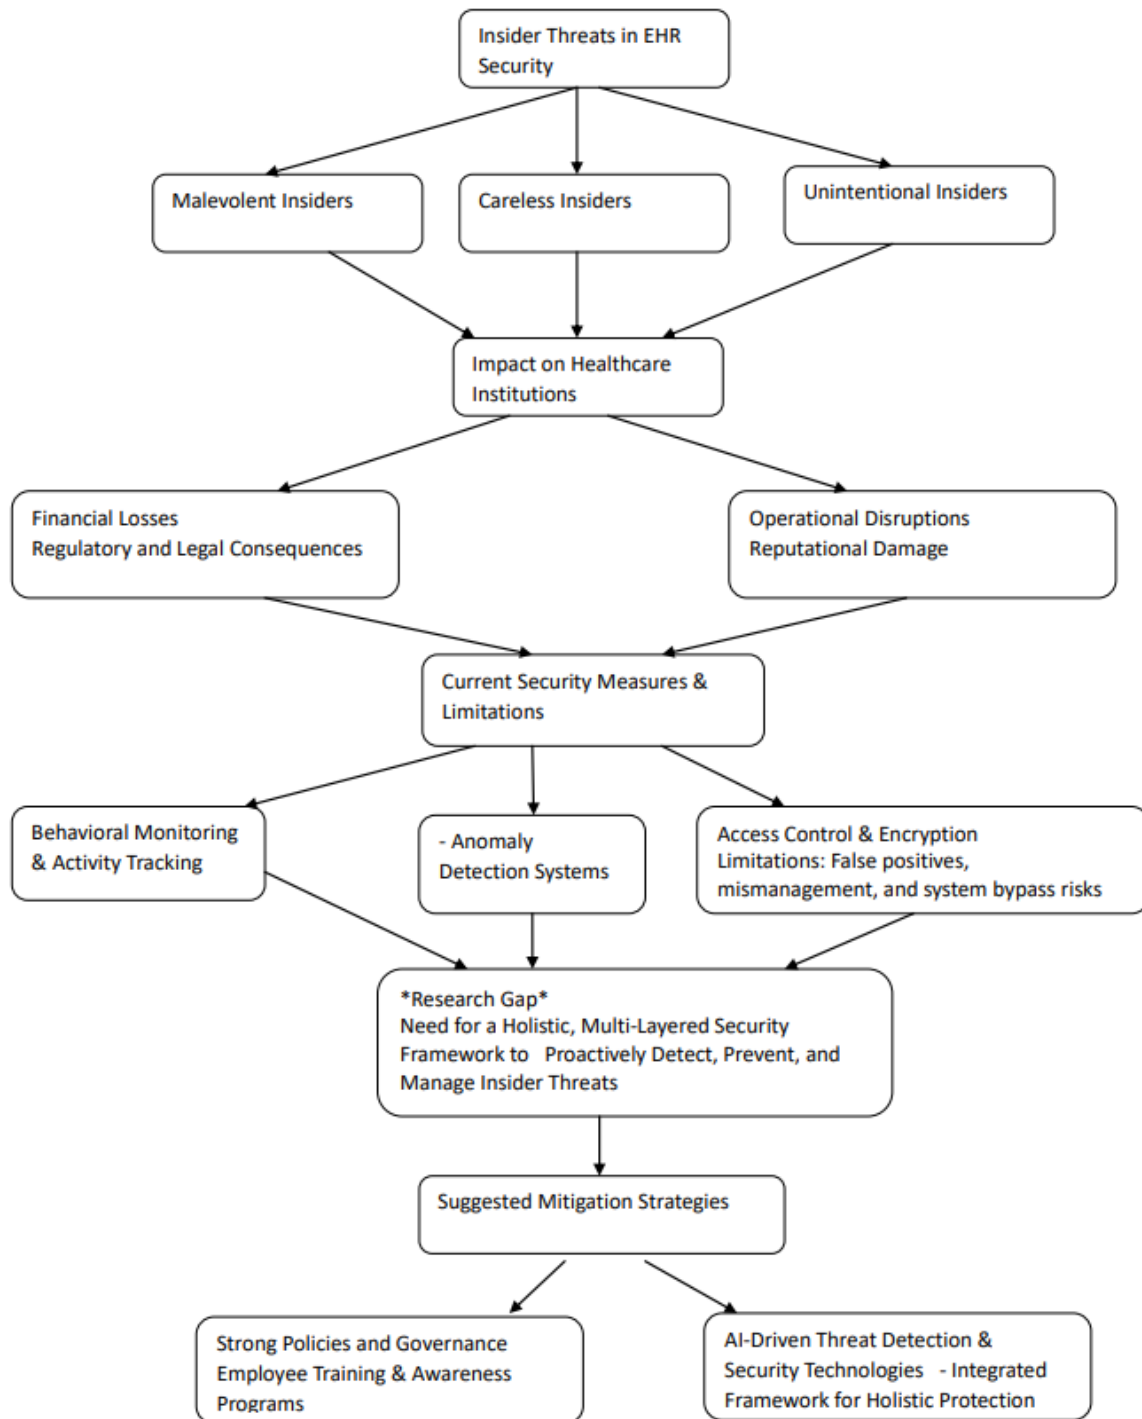 Insider Threats in EHR
Security
Malevolent Insiders
Careless Insiders
Unintentional Insiders
Impact on Healthcare
Institutions
Financial Losses
Regulatory and Legal Consequences
Operational Disruptions
Reputational Damage
Current Security Measures &
Limitations
Behavioral Monitoring
& Activity Tracking
- Anomaly
Detection Systems
Access Control & Encryption
Limitations: False positives,
mismanagement, and system bypass risks
*Research Gap*
Need for a Holistic, Multi-Layered Security
Framework to   Proactively Detect, Prevent, and
Manage Insider Threats
Suggested Mitigation Strategies
Strong Policies and Governance
Employee Training & Awareness
Programs
AI-Driven Threat Detection &
Security Technologies   - Integrated
Framework for Holistic Protection